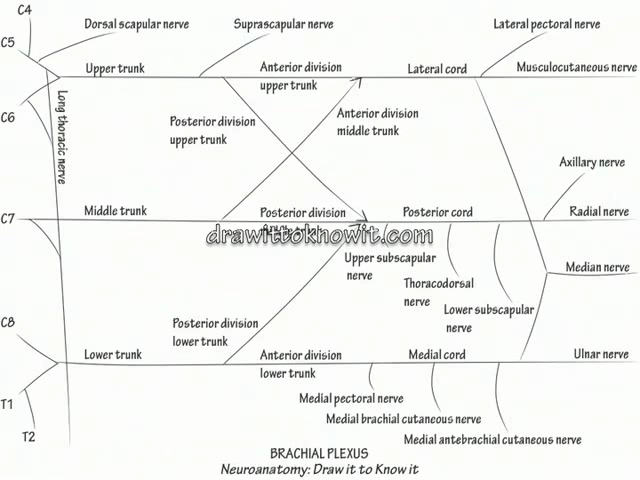 C4
Dorsal scapular nerve
Suprascapular nerve
Lateral pectoral nerve
C5
Upper trunk
Anterior division
upper trunk
Lateral cord
Musculocutaneous nerve
Long thoracic nerve
C6
Posterior division
upper trunk
Anterior division
middle trunk
Axillary nerve
C7
Middle trunk
Posterior division
Posterior cord
Radial nerve
drawittoknowit.com
Upper subscapular
nerve
Thoracodorsal
nerve
Lower subscapular
nerve
Median nerve
C8
Posterior division
lower trunk
Lower trunk
Anterior division
lower trunk
Medial cord
Ulnar nerve
T1
Medial pectoral nerve
Medial brachial cutaneous nerve
T2
Medial antebrachial cutaneous nerve
BRACHIAL PLEXUS
Neuroanatomy: Draw it to Know it